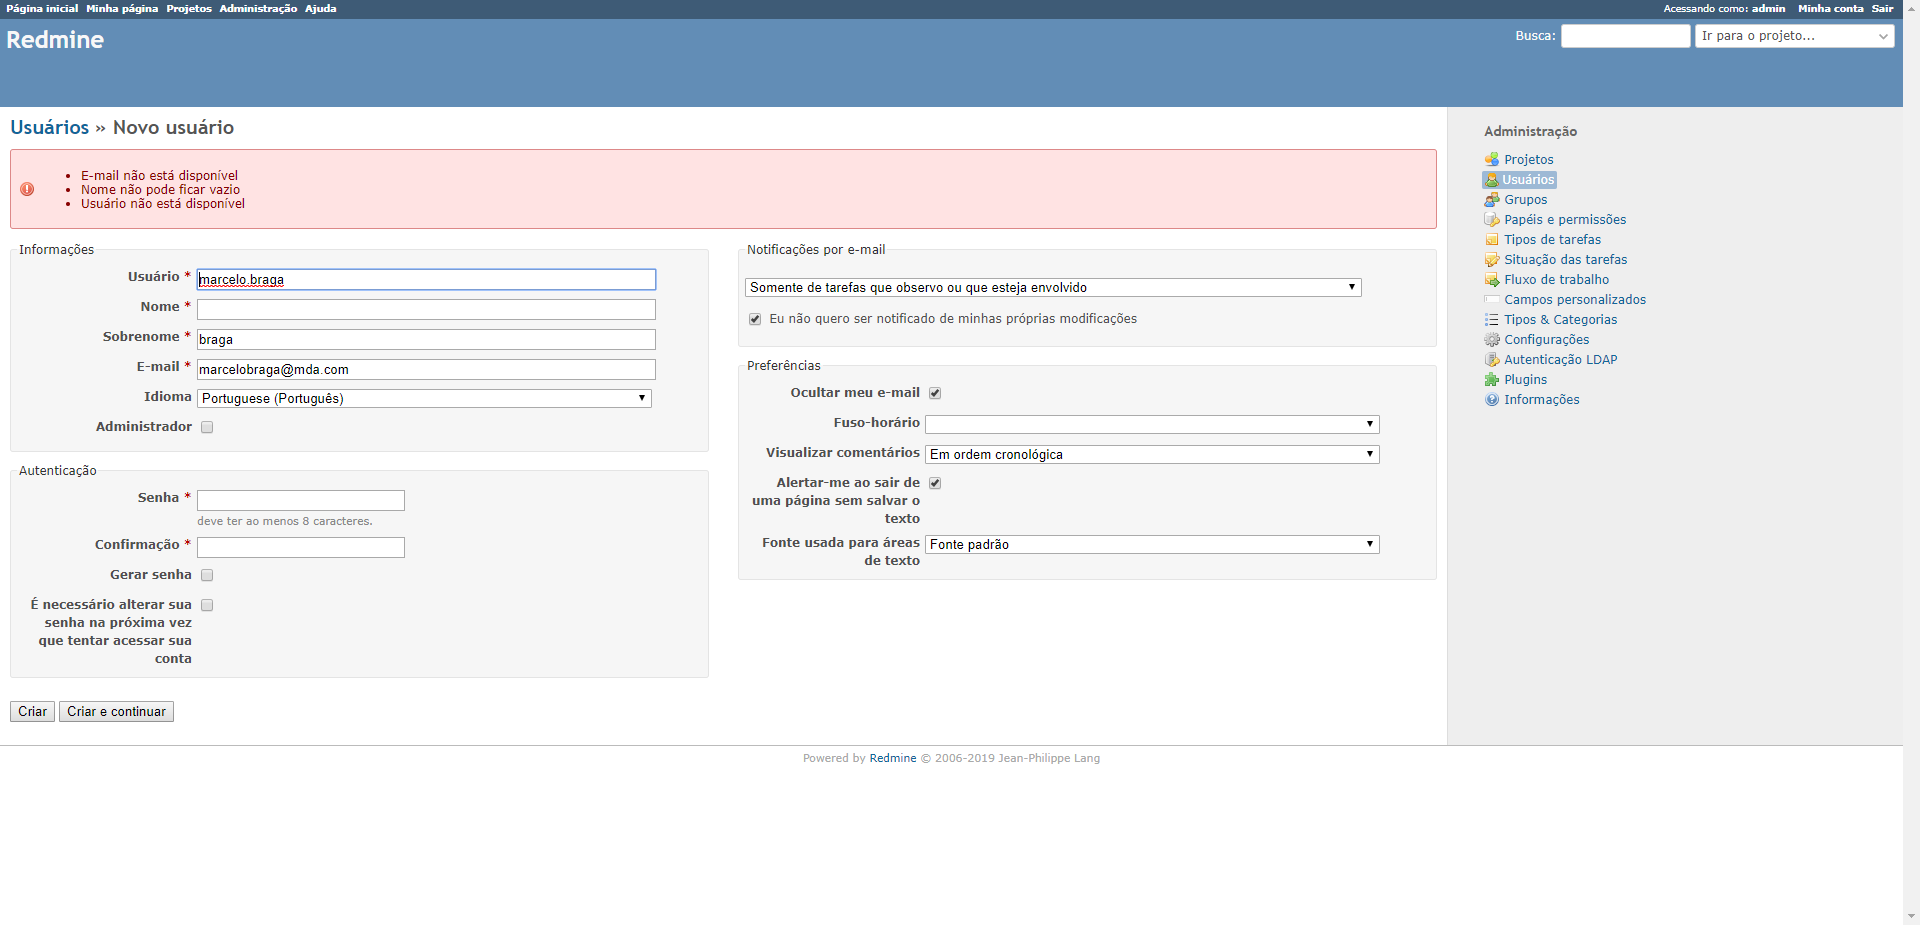 Página inicial Minha página Projetos Administração Ajuda
Acessando como: admin Minha conta Sair
Redmine
Busca: Ir para o projeto...
Usuários » Novo usuário
E-mail não está disponível
Nome não pode ficar vazio
Usuário não está disponível
Informações
Usuário * marcelo.braga
Nome *
Sobrenome * braga
E-mail * marcelobraga@mda.com
Idioma Portuguese (Português)
Administrador
Autenticação
Senha *
deve ter ao menos 8 caracteres.
Confirmação *
Gerar senha
É necessário alterar sua
senha na próxima vez
que tentar acessar sua
conta
Criar Criar e continuar
Notificações por e-mail
Somente de tarefas que observo ou que esteja envolvido
Eu não quero ser notificado de minhas próprias modificações
Preferências
Ocultar meu e-mail
Fuso-horário
Visualizar comentários Em ordem cronológica
Alertar-me ao sair de
uma página sem salvar o
texto
Fonte usada para áreas Fonte padrão
de texto
Administração
Projetos
Usuários
Grupos
Papéis e permissões
Tipos de tarefas
Situação das tarefas
Fluxo de trabalho
Campos personalizados
Tipos & Categorias
Configurações
Autenticação LDAP
Plugins
Informações
Powered by Redmine © 2006-2019 Jean-Philippe Lang